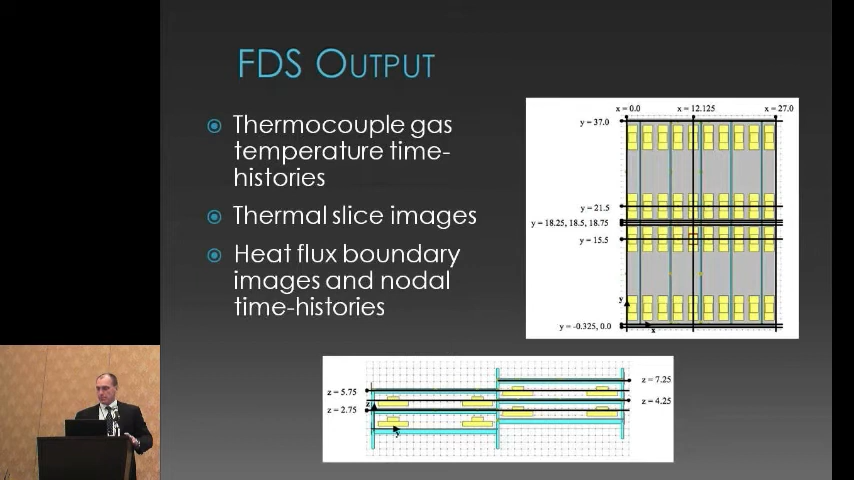 FDS OUTPUT
Thermocouple gas
temperature time-
histories
Thermal slice images
Heat flux boundary
images and nodal
time-histories
x = 0.0 x = 12.125 x = 27.0
y = 37.0
y = 21.5
y = 18.25, 18.5, 18.75
y = 15.5
y = -0.325, 0.0
y
x
z = 5.75
z = 2.75
z = 7.25
z = 4.25
z
y